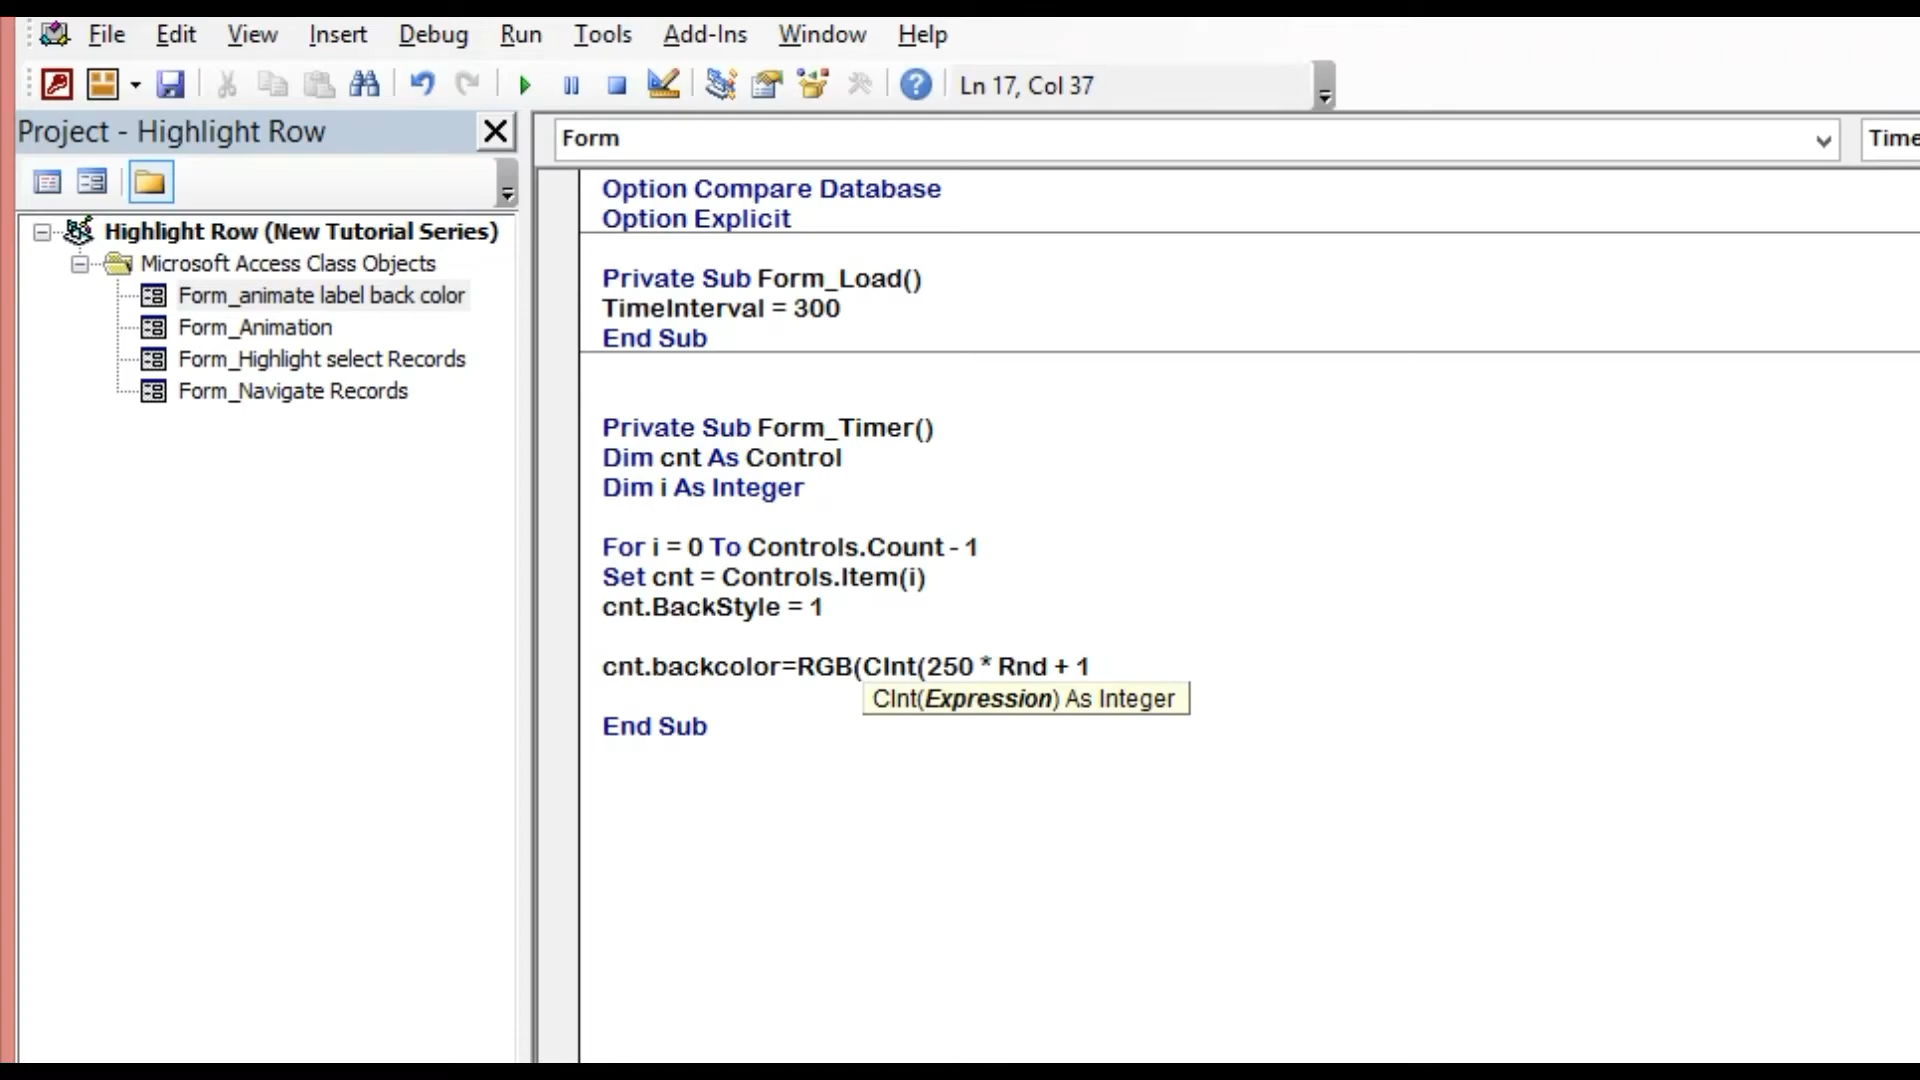 File Edit View Insert Debug Run Tools Add-Ins Window Help
Ln 17, Col 37
Project - Highlight Row
Highlight Row (New Tutorial Series)
Microsoft Access Class Objects
Form_animate label back color
Form_Animation
Form_Highlight select Records
Form_Navigate Records
Form
Time
Option Compare Database
Option Explicit
Private Sub Form_Load()
TimeInterval = 300
End Sub
Private Sub Form_Timer()
Dim cnt As Control
Dim i As Integer
For i = 0 To Controls.Count - 1
Set cnt = Controls.Item(i)
cnt.BackStyle = 1
cnt.backcolor=RGB(CInt(250 * Rnd + 1
CInt(Expression) As Integer
End Sub